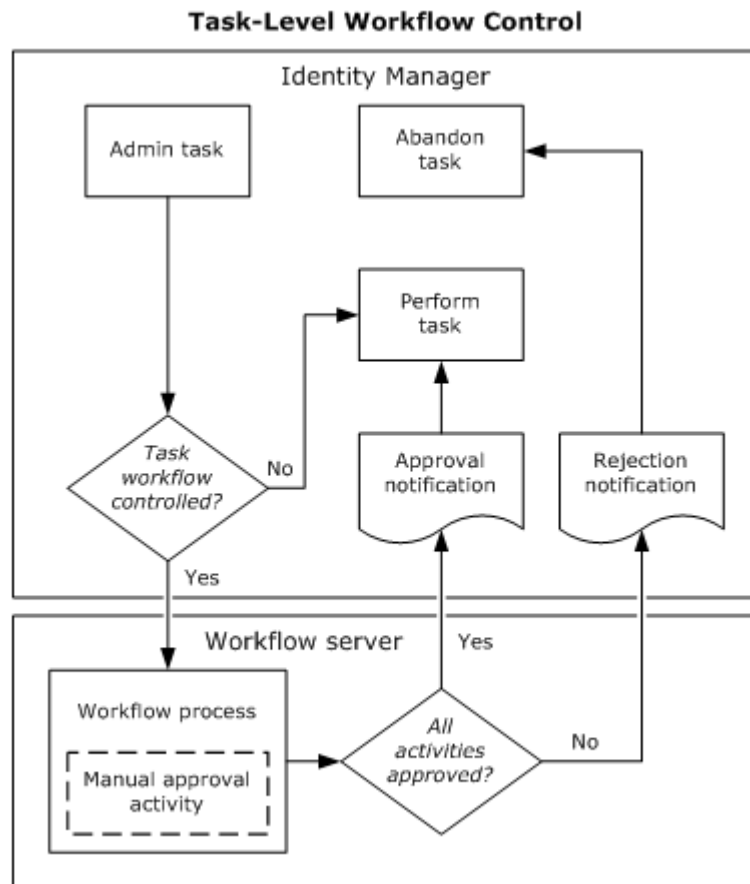 Task-Level Workflow Control
Identity Manager
Admin task
Abandon
task
Perform
task
Task
workflow
controlled?
No
Approval
notification
Rejection
notification
Yes
Workflow server
Yes
Workflow process
Manual approval
activity
All
activities
approved?
No